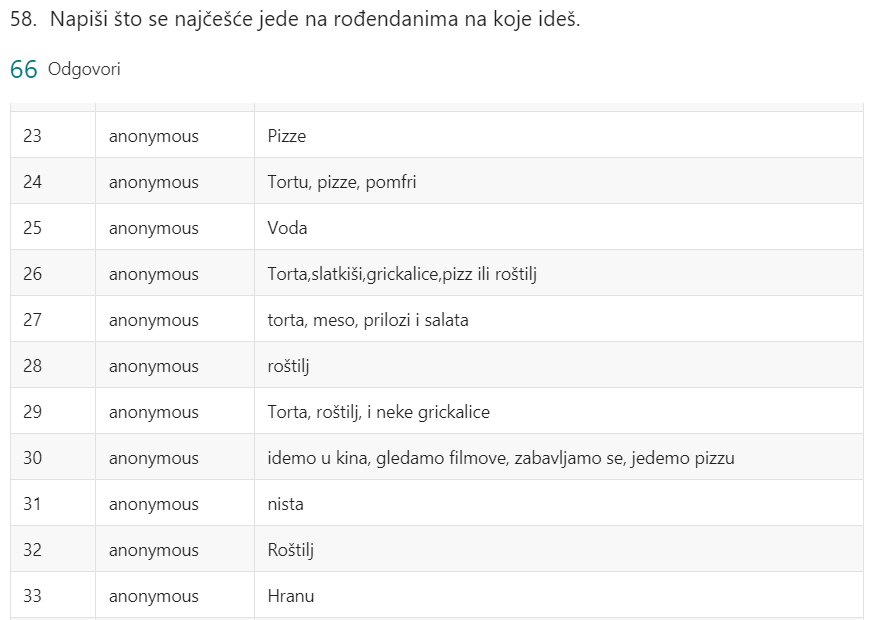 58. Napiši što se najčešće jede na rođendanima na koje ideš.
66 Odgovori
23 anonymous Pizze
24 anonymous Tortu, pizze, pomfri
25 anonymous Voda
26 anonymous Torta,slatkiši,grickalice,pizz ili roštilj
27 anonymous torta, meso, prilozi i salata
28 anonymous roštilj
29 anonymous Torta, roštilj, i neke grickalice
30 anonymous idemo u kina, gledamo filmove, zabavljamo se, jedemo pizzu
31 anonymous nista
32 anonymous Roštilj
33 anonymous Hranu